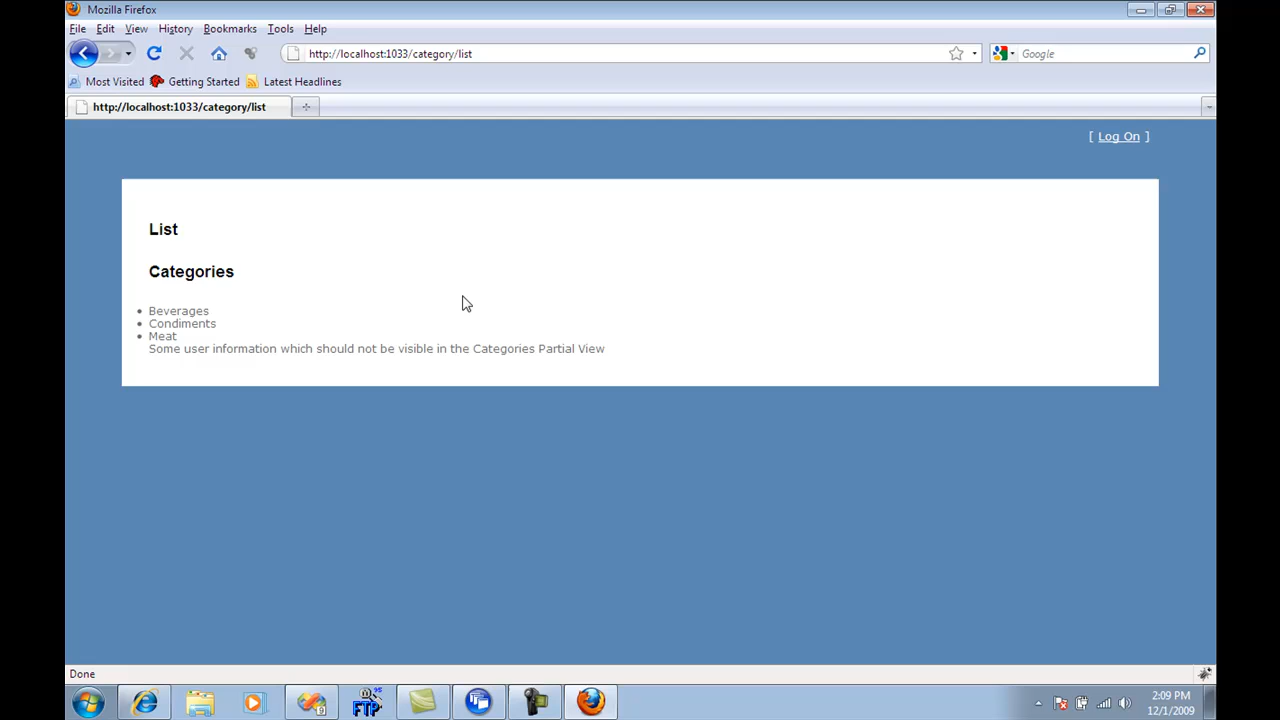 Mozilla Firefox
File Edit View History Bookmarks Tools Help
http://localhost:1033/category/list
Google
Most Visited Getting Started Latest Headlines
http://localhost:1033/category/list
[ Log On ]
List
Categories
Beverages
Condiments
Meat
Some user information which should not be visible in the Categories Partial View
Done
FTP
2:09 PM
12/1/2009